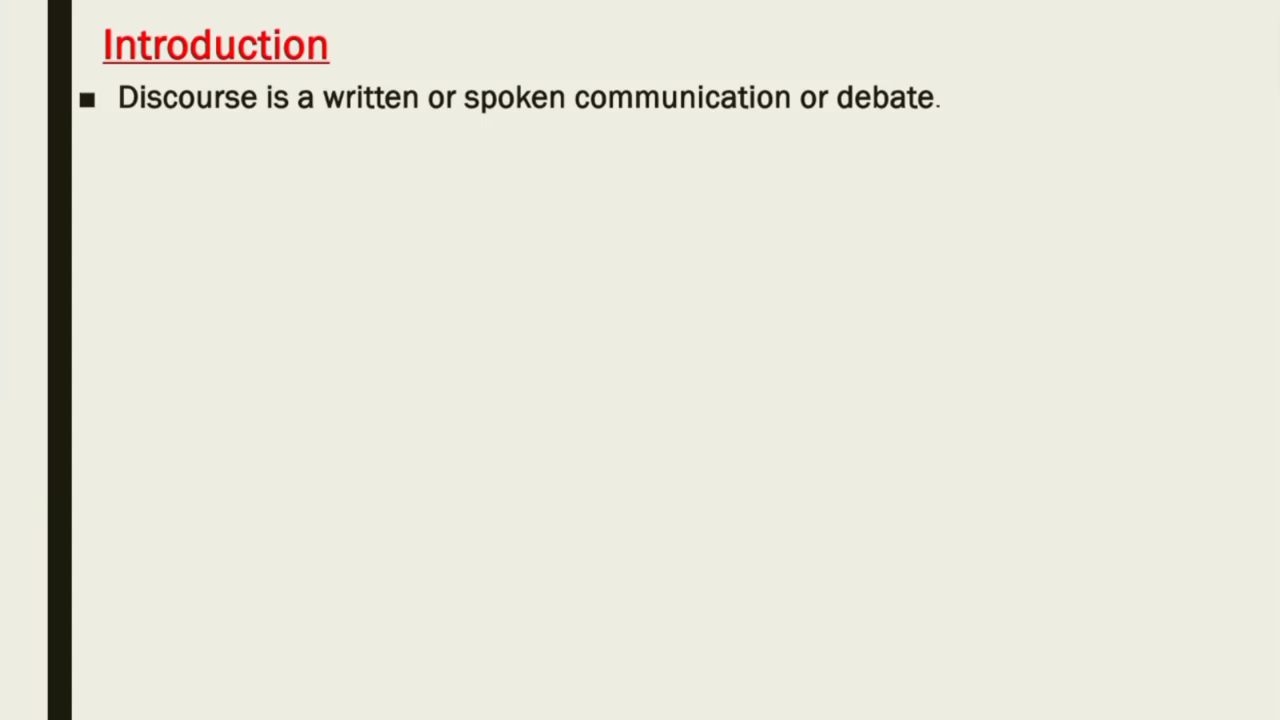 Introduction
■ Discourse is a written or spoken communication or debate.